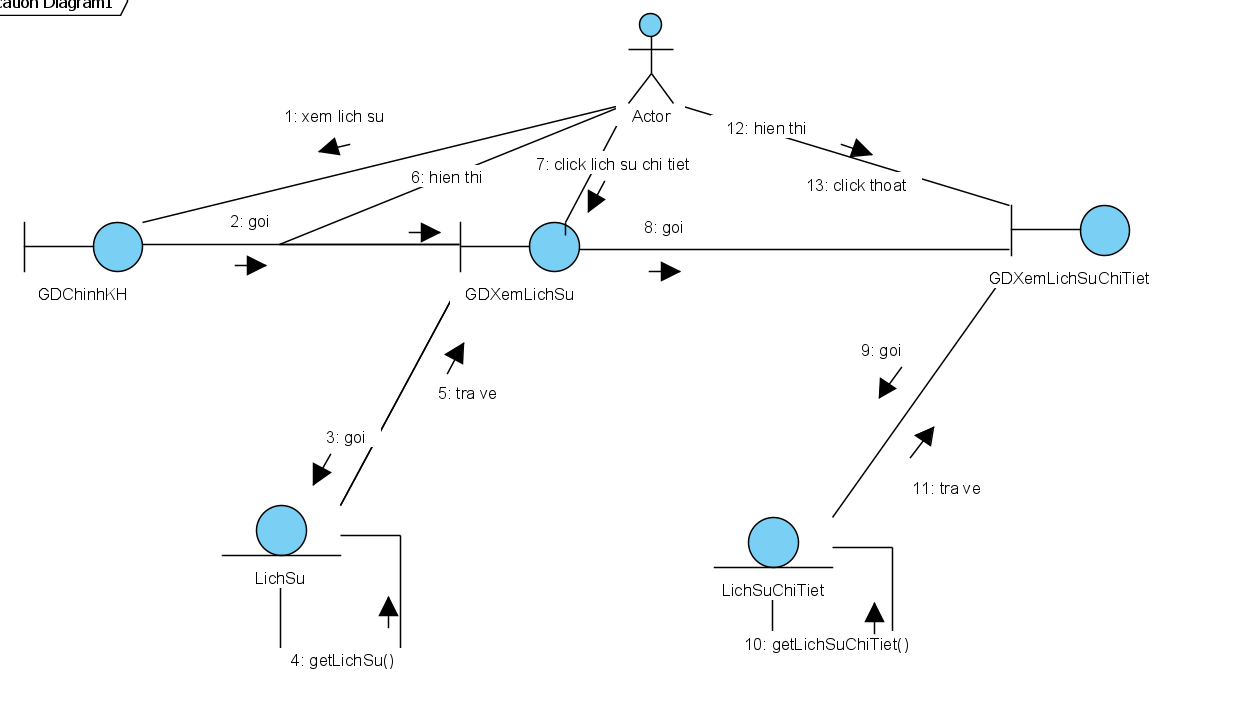 cation Diagram1
Actor
1: xem lich su
12: hien thi
7: click lich su chi tiet
6: hien thi
13: click thoat
2: goi
8: goi
GDChinhKH
GDXemLichSu
GDXemLichSuChiTiet
9: goi
5: tra ve
3: goi
11: tra ve
LichSu
LichSuChiTiet
10: getLichSuChiTiet()
4: getLichSu()